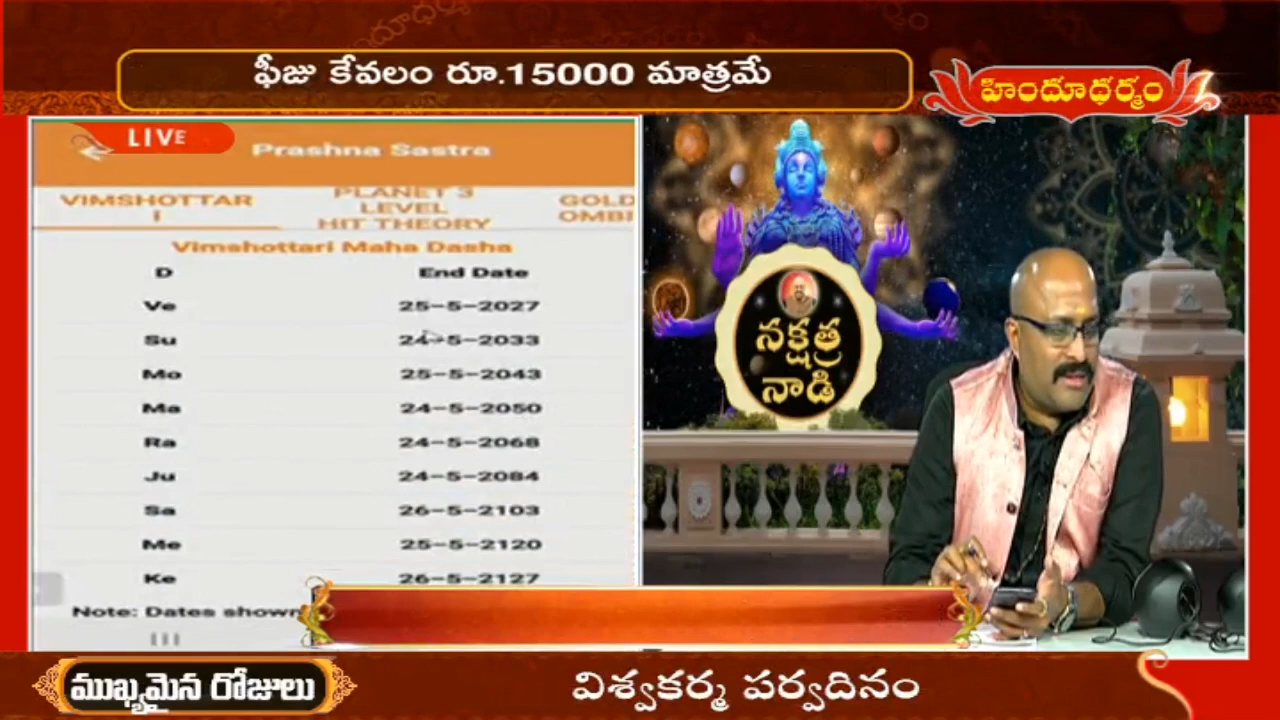 ఫీజు కేవలం రూ.15000 మాత్రమే
హిందూధర్మం
LIVE
Prashna Sastra
VIMSHOTTAR
I
PLANET 3
LEVEL
HIT THEORY
GOLD
OMBI
Vimshottari Maha Dasha
D End Date
Ve 25-5-2027
Su 24-5-2033
Mo 25-5-2043
Ma 24-5-2050
Ra 24-5-2068
Ju 24-5-2084
Sa 26-5-2103
Me 25-5-2120
Ke 26-5-2127
Note: Dates shown
నక్షత్ర
నాడి
ముఖ్యమైన రోజులు
విశ్వకర్మ పర్వదినం